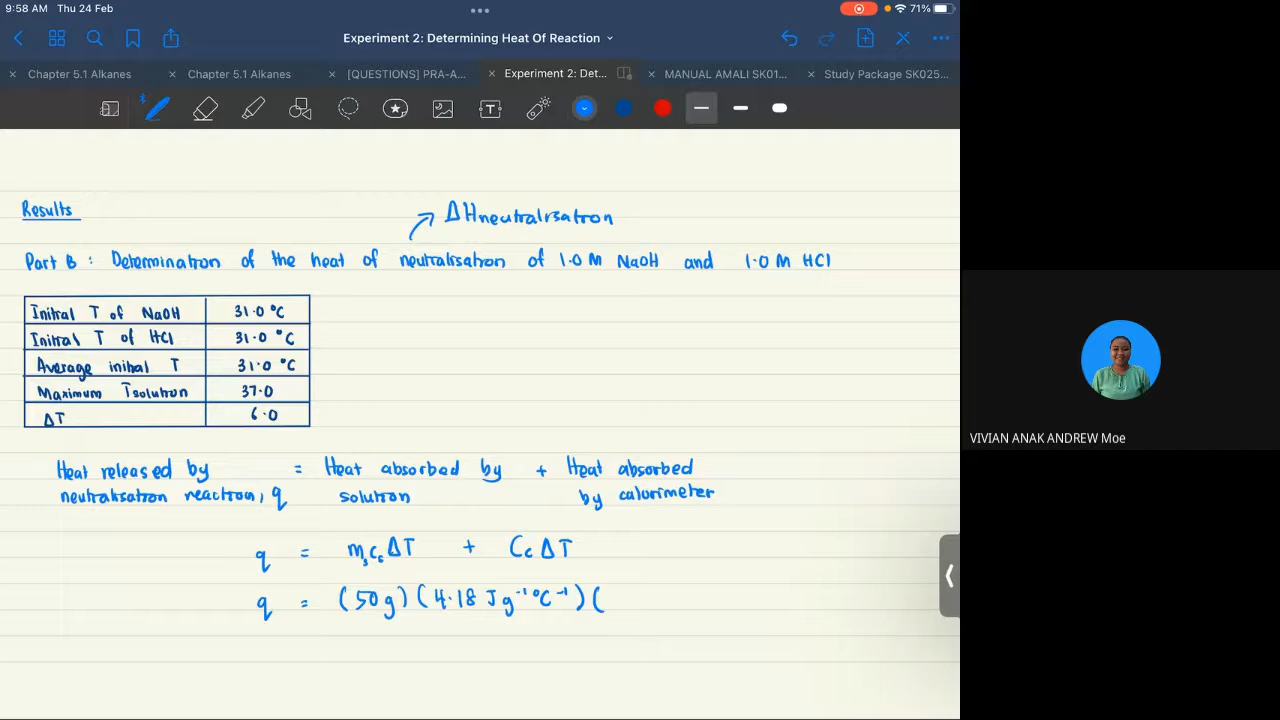 9:58 AM Thu 24 Feb
71%
Experiment 2: Determining Heat Of Reaction
Chapter 5.1 Alkanes
Chapter 5.1 Alkanes
[QUESTIONS] PRA-A...
Experiment 2: Det...
MANUAL AMALI SK01...
Study Package SK025...
Results
ΔHneutralisation
Part B : Determination of the heat of neutralisation of 1.0 M NaOH and 1.0 M HCl
Initial T of NaOH 31.0 °C
Initial T of HCl 31.0 °C
Average initial T 31.0 °C
Maximum Tsolution 37.0
ΔT 6.0
Heat released by = Heat absorbed by + Heat absorbed
neutralisation reaction, q solution by calorimeter
q = mscsΔT + CcΔT
q = (50g) (4.18 Jg⁻¹°C⁻¹) (
VIVIAN ANAK ANDREW Moe